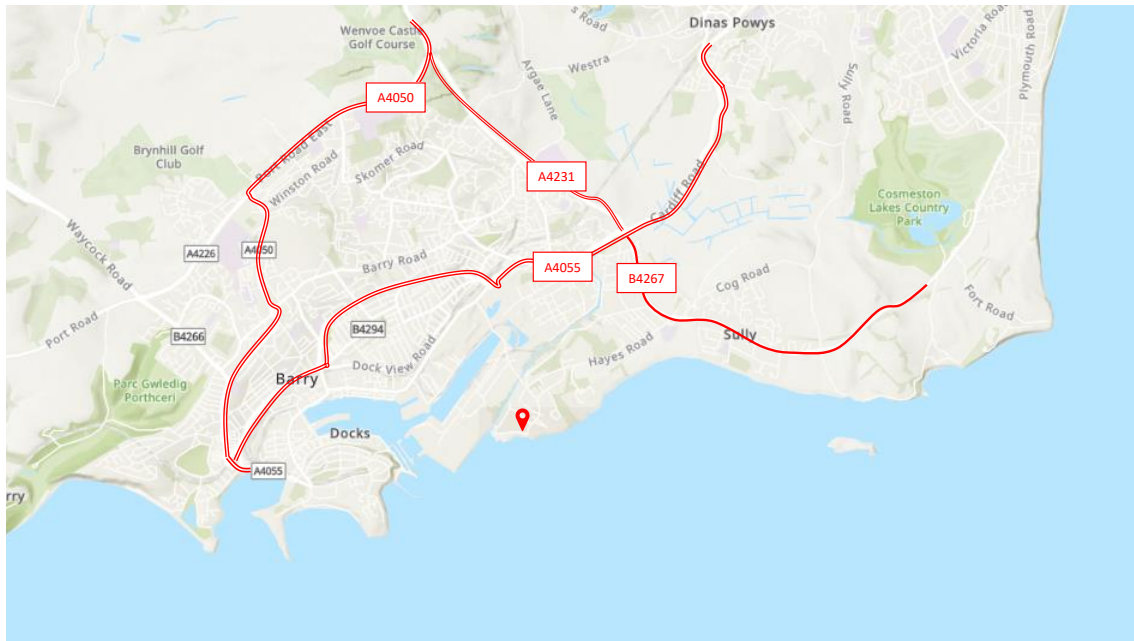 Dinas Powys
Wenvoe Castle
Golf Course
s Road
Victoria Road
Plymouth Road
Westra
Argae Lane
Sully Road
A4050
Port Road East
Brynhill Golf
Club
Skomer Road
Winston Road
A4231
Cardiff Road
Cosmeston
Lakes Country
Park
Waycock Road
A4226
A4050
Barry Road
A4055
B4267
Cog Road
Fort Road
Port Road
B4266
B4294
Dock View Road
Hayes Road
Sully
Barry
Parc Gwledig
Porthceri
Docks
A4055
rry